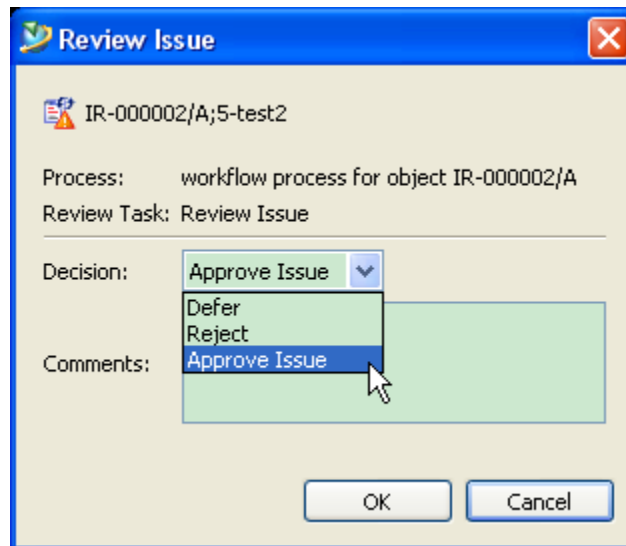 Review Issue
IR-000002/A;5-test2
Process: workflow process for object IR-000002/A
Review Task: Review Issue
Decision: Approve Issue
Defer
Reject
Approve Issue
Comments:
OK Cancel